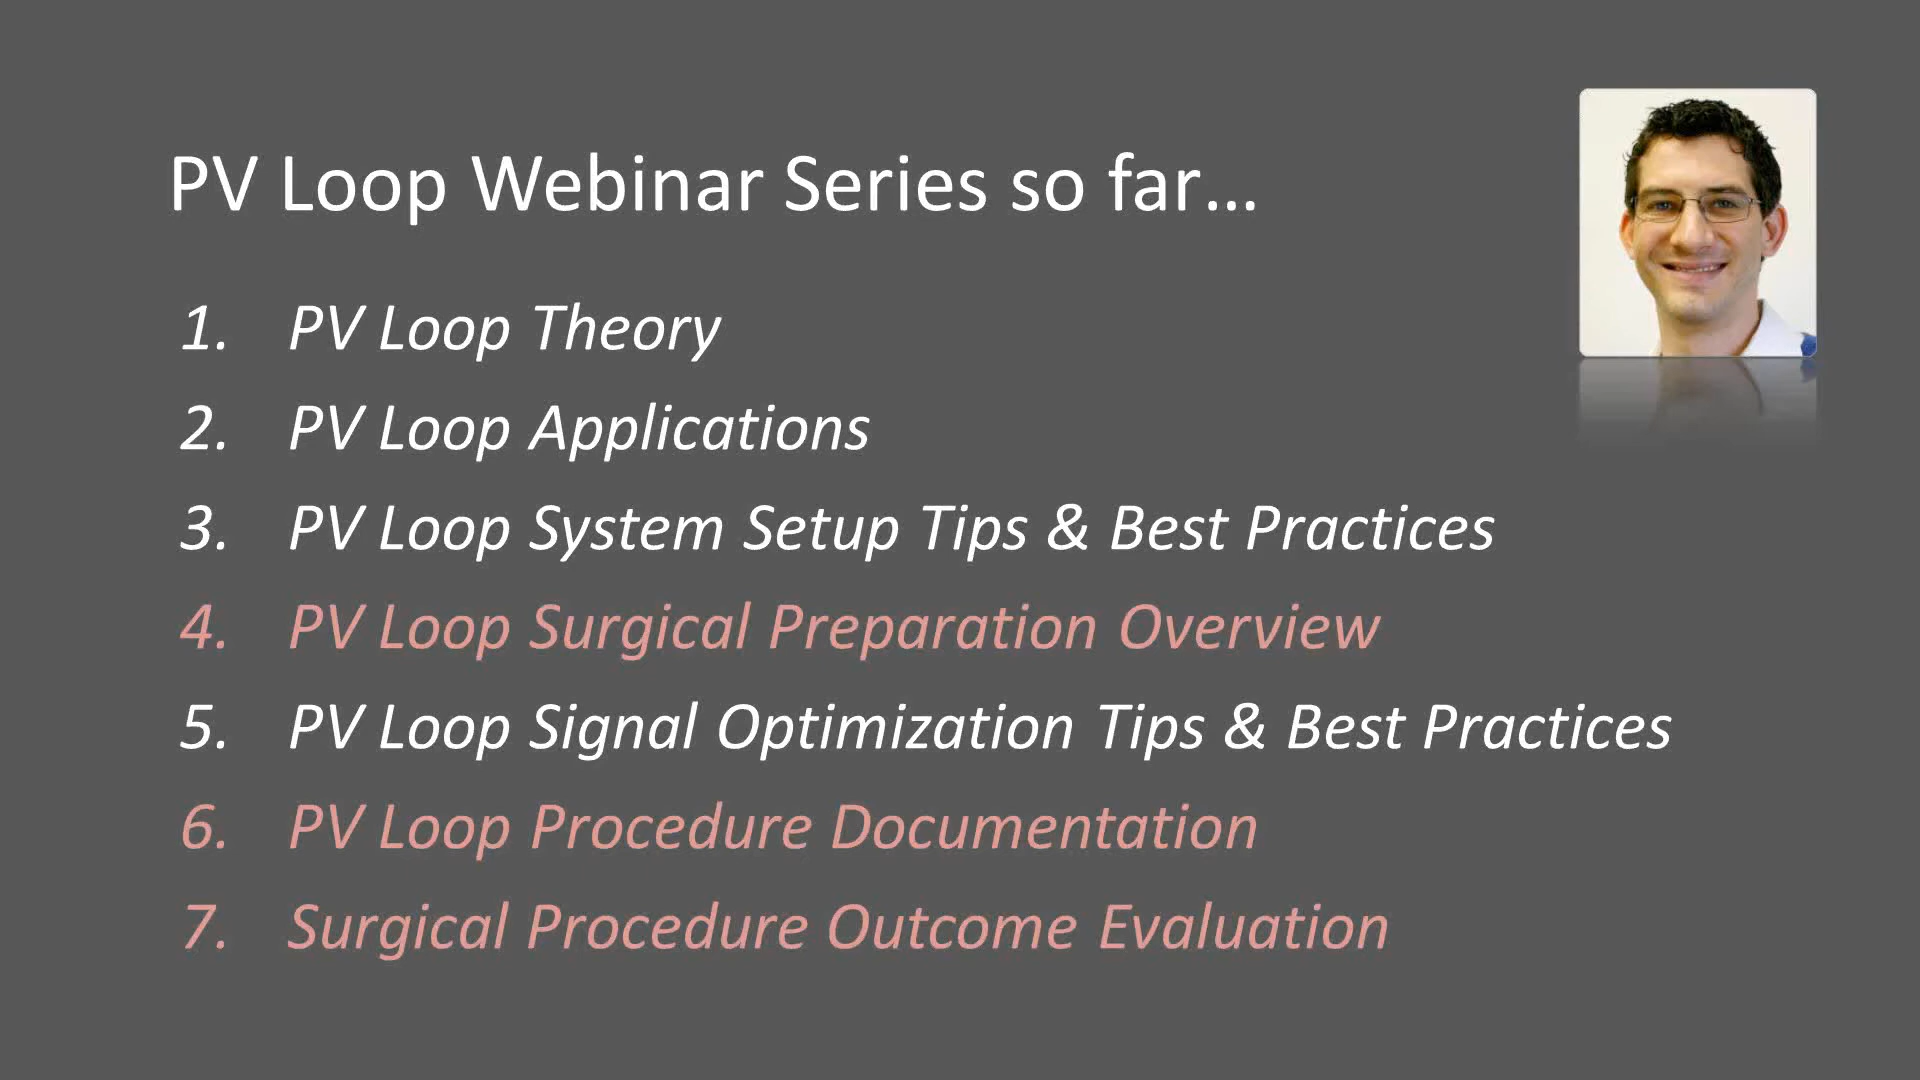 PV Loop Webinar Series so far...
1. PV Loop Theory
2. PV Loop Applications
3. PV Loop System Setup Tips & Best Practices
4. PV Loop Surgical Preparation Overview
5. PV Loop Signal Optimization Tips & Best Practices
6. PV Loop Procedure Documentation
7. Surgical Procedure Outcome Evaluation